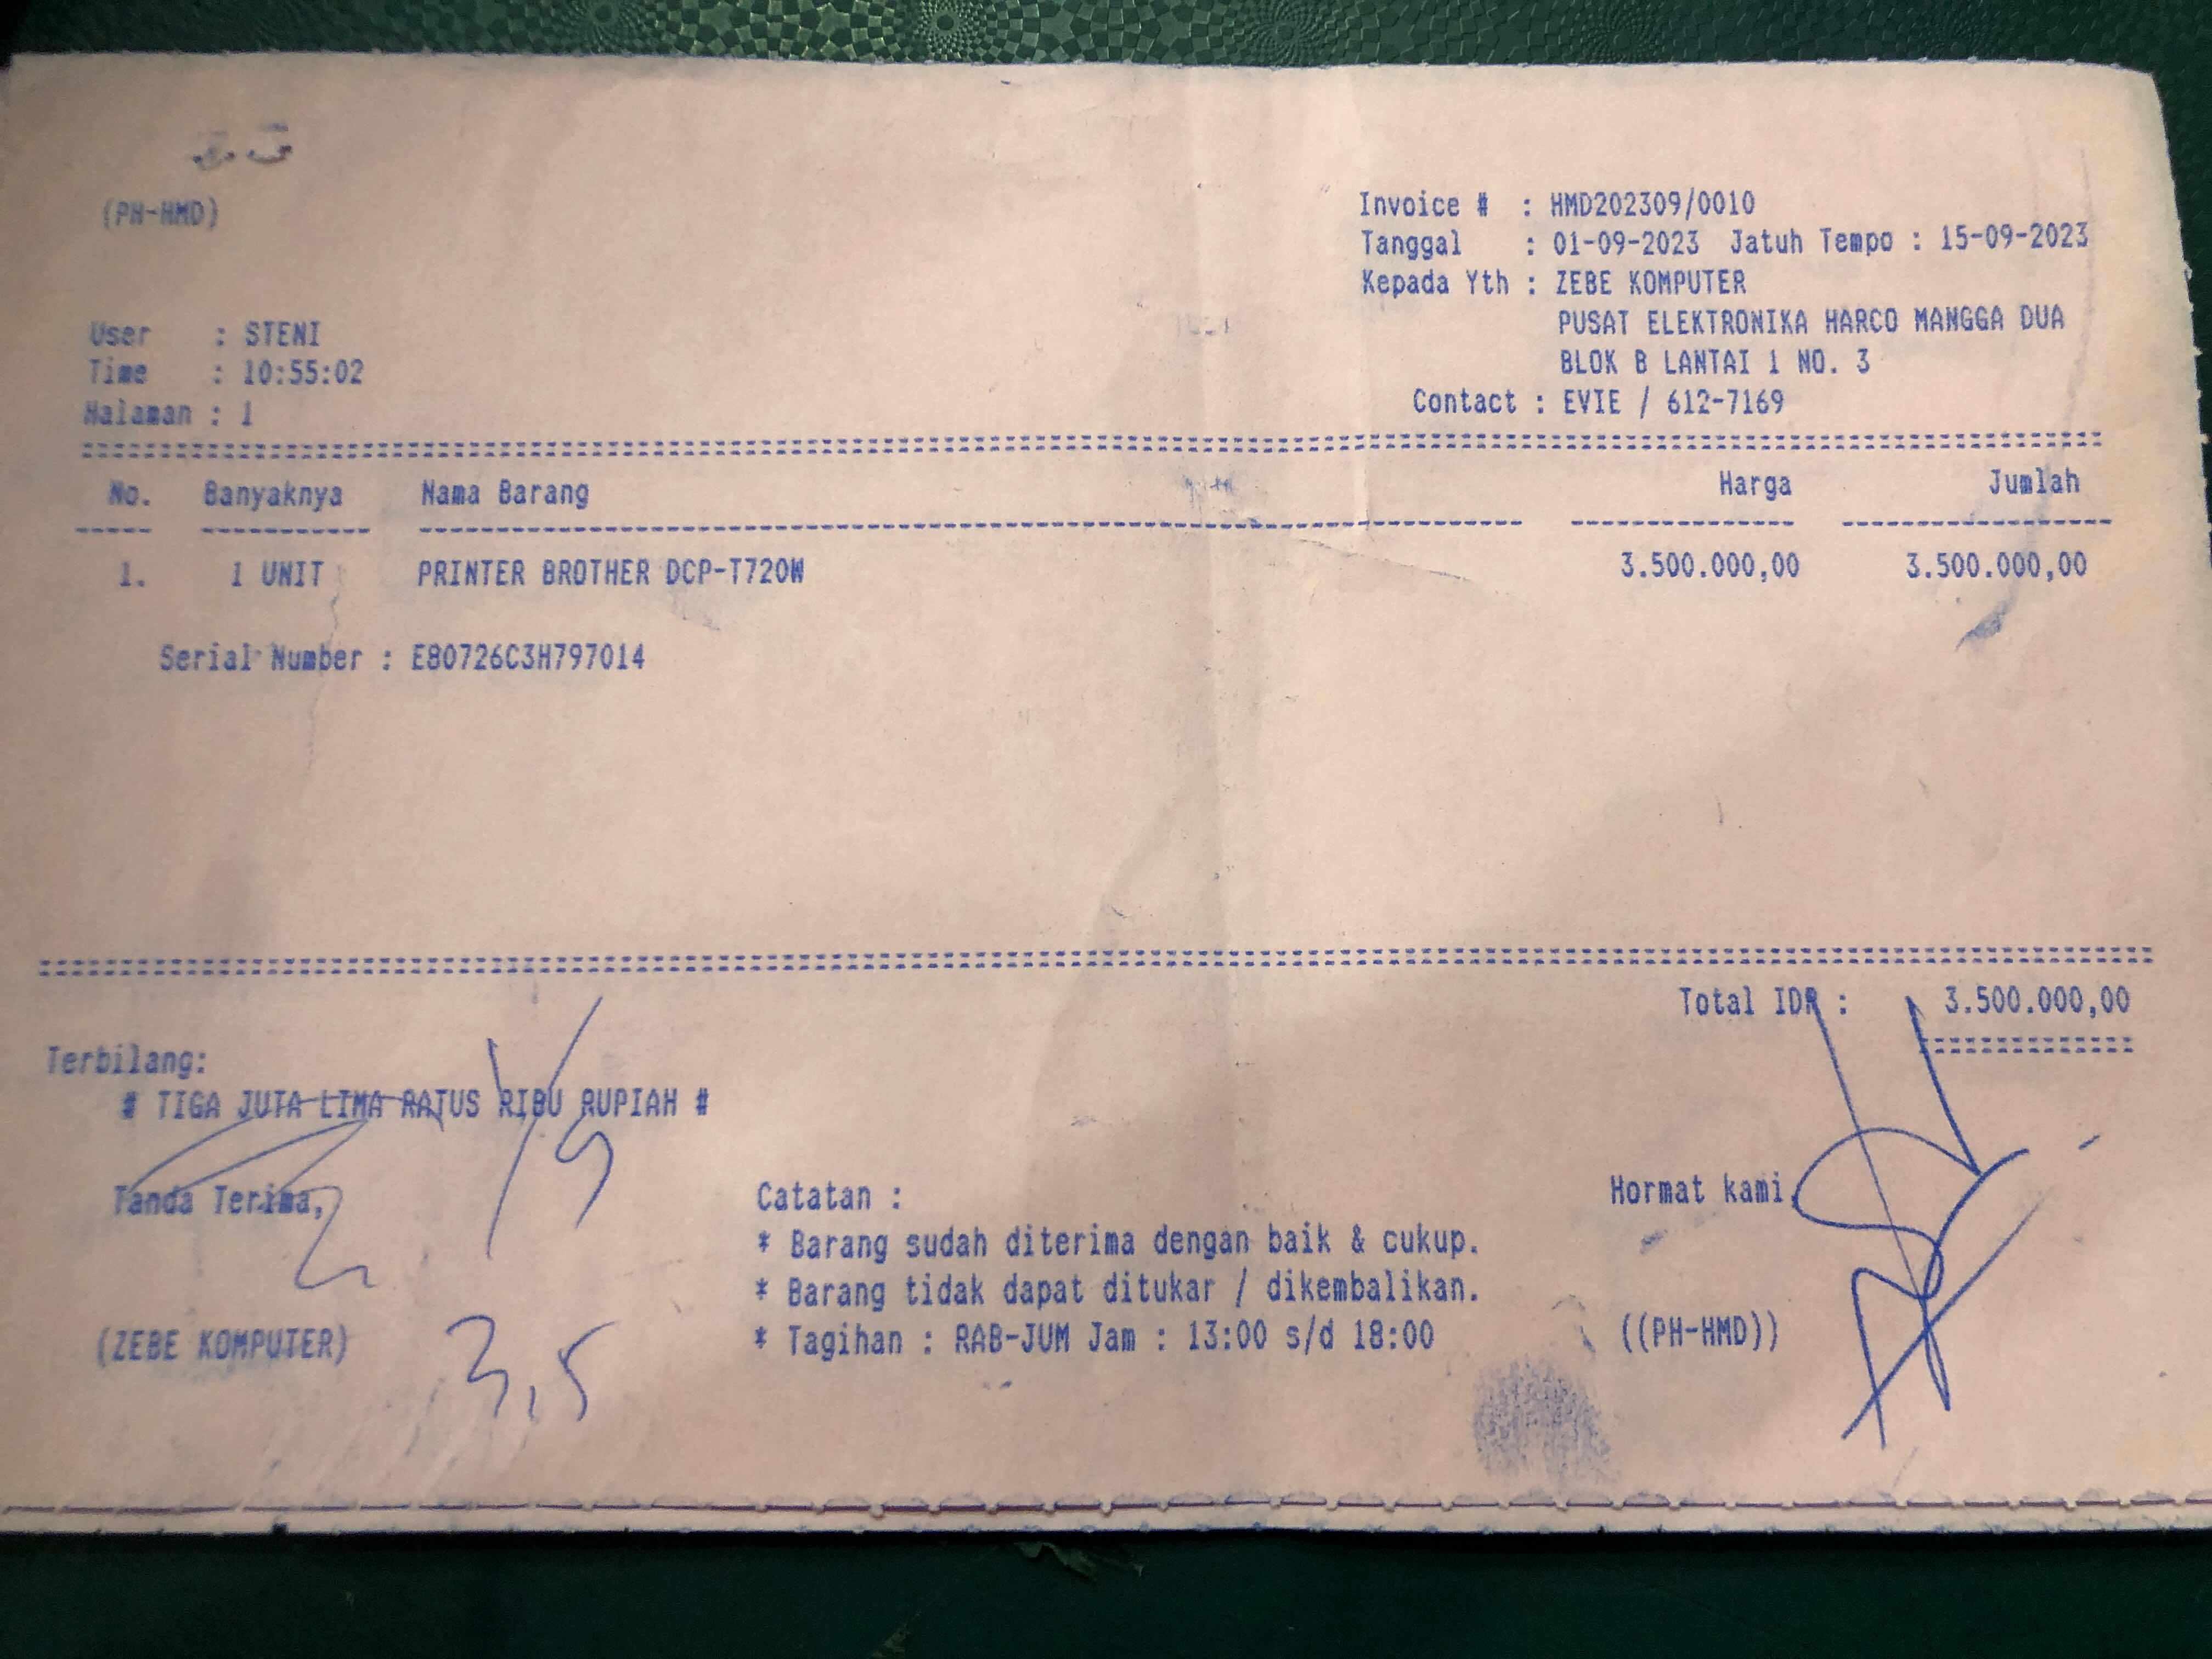 (PH-HMD)
Invoice # : HMD202309/0010
Tanggal : 01-09-2023 Jatuh Tempo : 15-09-2023
Kepada Yth : ZEBE KOMPUTER
PUSAT ELEKTRONIKA HARCO MANGGA DUA
BLOK B LANTAI 1 NO. 3
Contact : EVIE / 612-7169
User : STENI
Time : 10:55:02
Halaman : 1
No. Banyaknya Nama Barang Harga Jumlah
1. 1 UNIT PRINTER BROTHER DCP-T720W 3.500.000,00 3.500.000,00
Serial Number : E80726C3H797014
Total IDR : 3.500.000,00
Terbilang:
# TIGA JUTA LIMA RATUS RIBU RUPIAH #
Tanda Terima,
(ZEBE KOMPUTER)
3,5
Catatan :
* Barang sudah diterima dengan baik & cukup.
* Barang tidak dapat ditukar / dikembalikan.
* Tagihan : RAB-JUM Jam : 13:00 s/d 18:00
Hormat kami,
((PH-HMD))